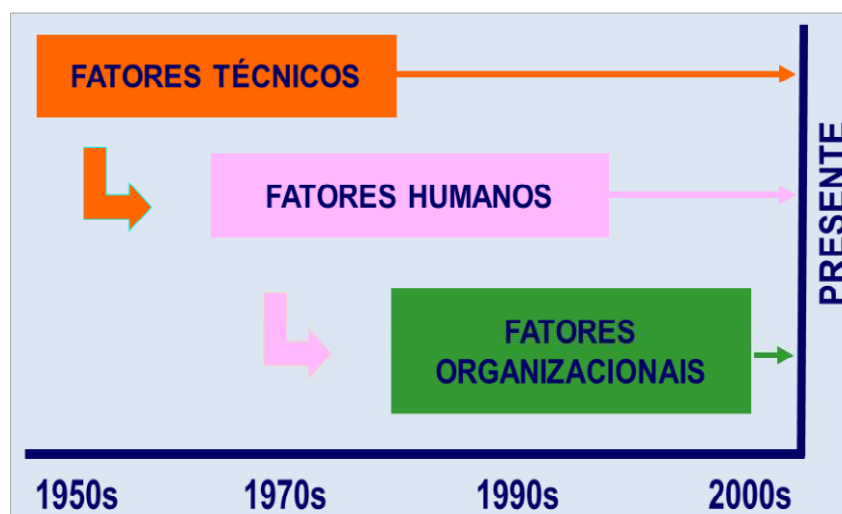 FATORES TÉCNICOS
FATORES HUMANOS
FATORES
ORGANIZACIONAIS
PRESENTE
1950s 1970s 1990s 2000s